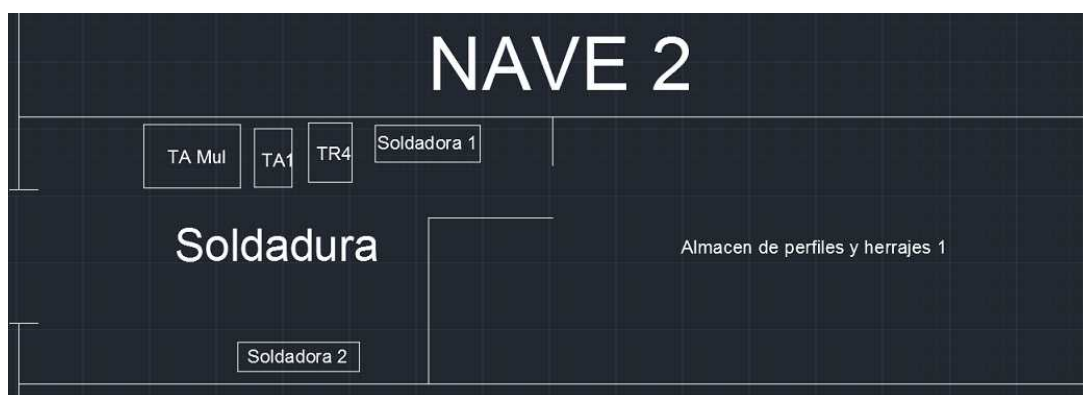 NAVE 2
TA Mul
TA1
TR4
Soldadora 1
Soldadura
Almacen de perfiles y herrajes 1
Soldadora 2